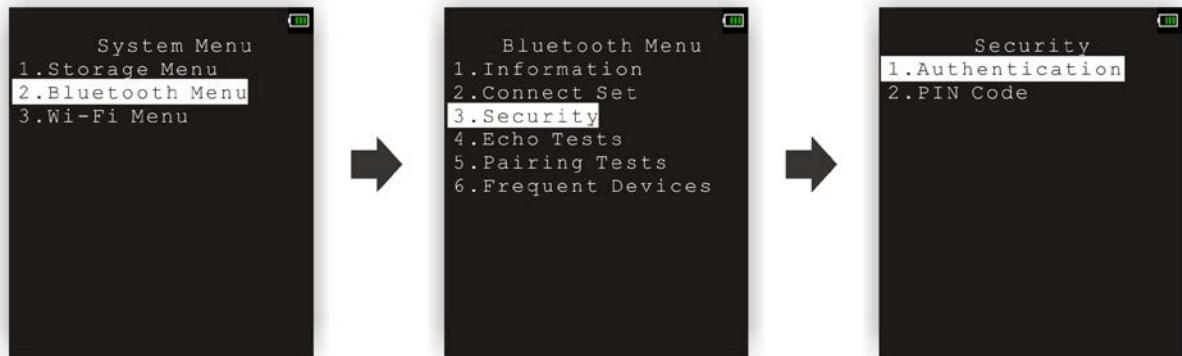 System Menu
1.Storage Menu
2.Bluetooth Menu
3.Wi-Fi Menu
Bluetooth Menu
1.Information
2.Connect Set
3.Security
4.Echo Tests
5.Pairing Tests
6.Frequent Devices
Security
1.Authentication
2.PIN Code